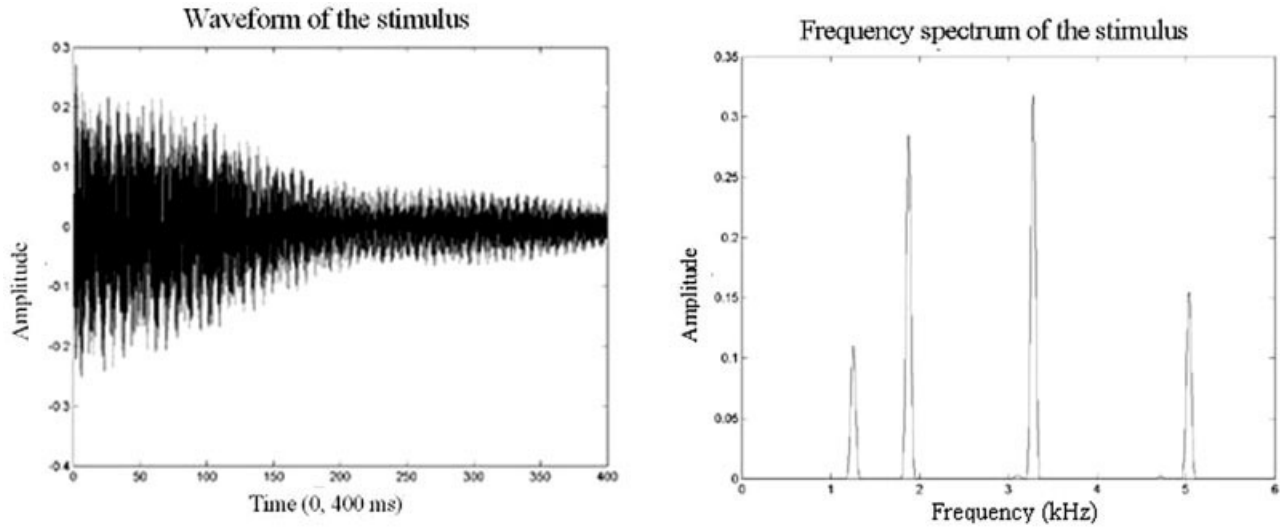 Waveform of the stimulus
0.3
0.2
0.1
0
-0.1
-0.2
-0.3
-0.4
Amplitude
0 50 100 150 200 250 300 350 400
Time (0, 400 ms)
Frequency spectrum of the stimulus
0.35
0.3
0.25
0.2
0.15
0.1
0.05
0
Amplitude
0 1 2 3 4 5 6
Frequency (kHz)